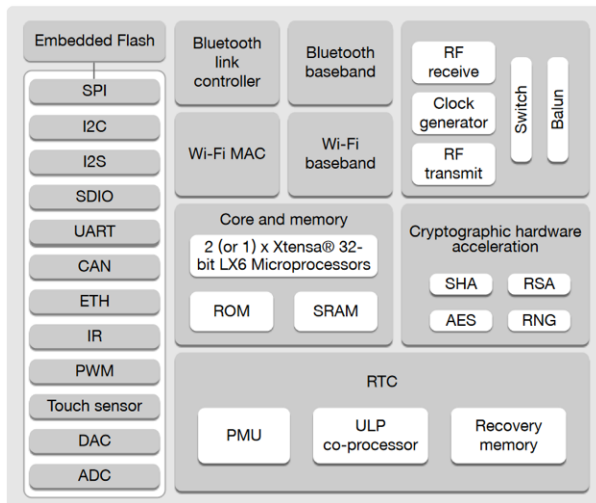 Embedded Flash
SPI
I2C
I2S
SDIO
UART
CAN
ETH
IR
PWM
Touch sensor
DAC
ADC
Bluetooth
link
controller
Bluetooth
baseband
Wi-Fi MAC
Wi-Fi
baseband
RF
receive
Clock
generator
RF
transmit
Switch
Balun
Core and memory
2 (or 1) x Xtensa® 32-
bit LX6 Microprocessors
ROM
SRAM
Cryptographic hardware
acceleration
SHA
RSA
AES
RNG
RTC
PMU
ULP
co-processor
Recovery
memory